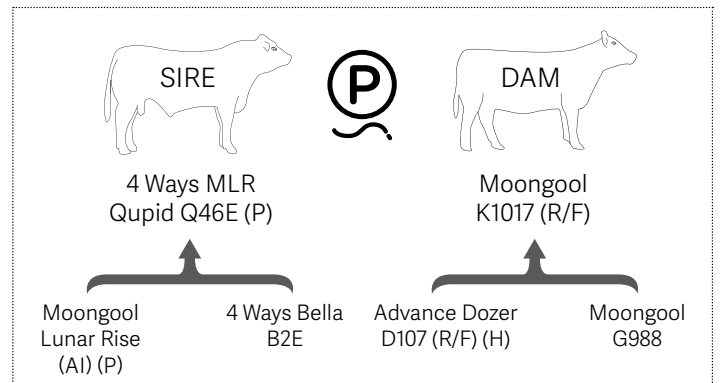 SIRE
P
DAM
4 Ways MLR
Qupid Q46E (P)
Moongool
K1017 (R/F)
Moongool
Lunar Rise
(AI) (P)
4 Ways Bella
B2E
Advance Dozer
D107 (R/F) (H)
Moongool
G988